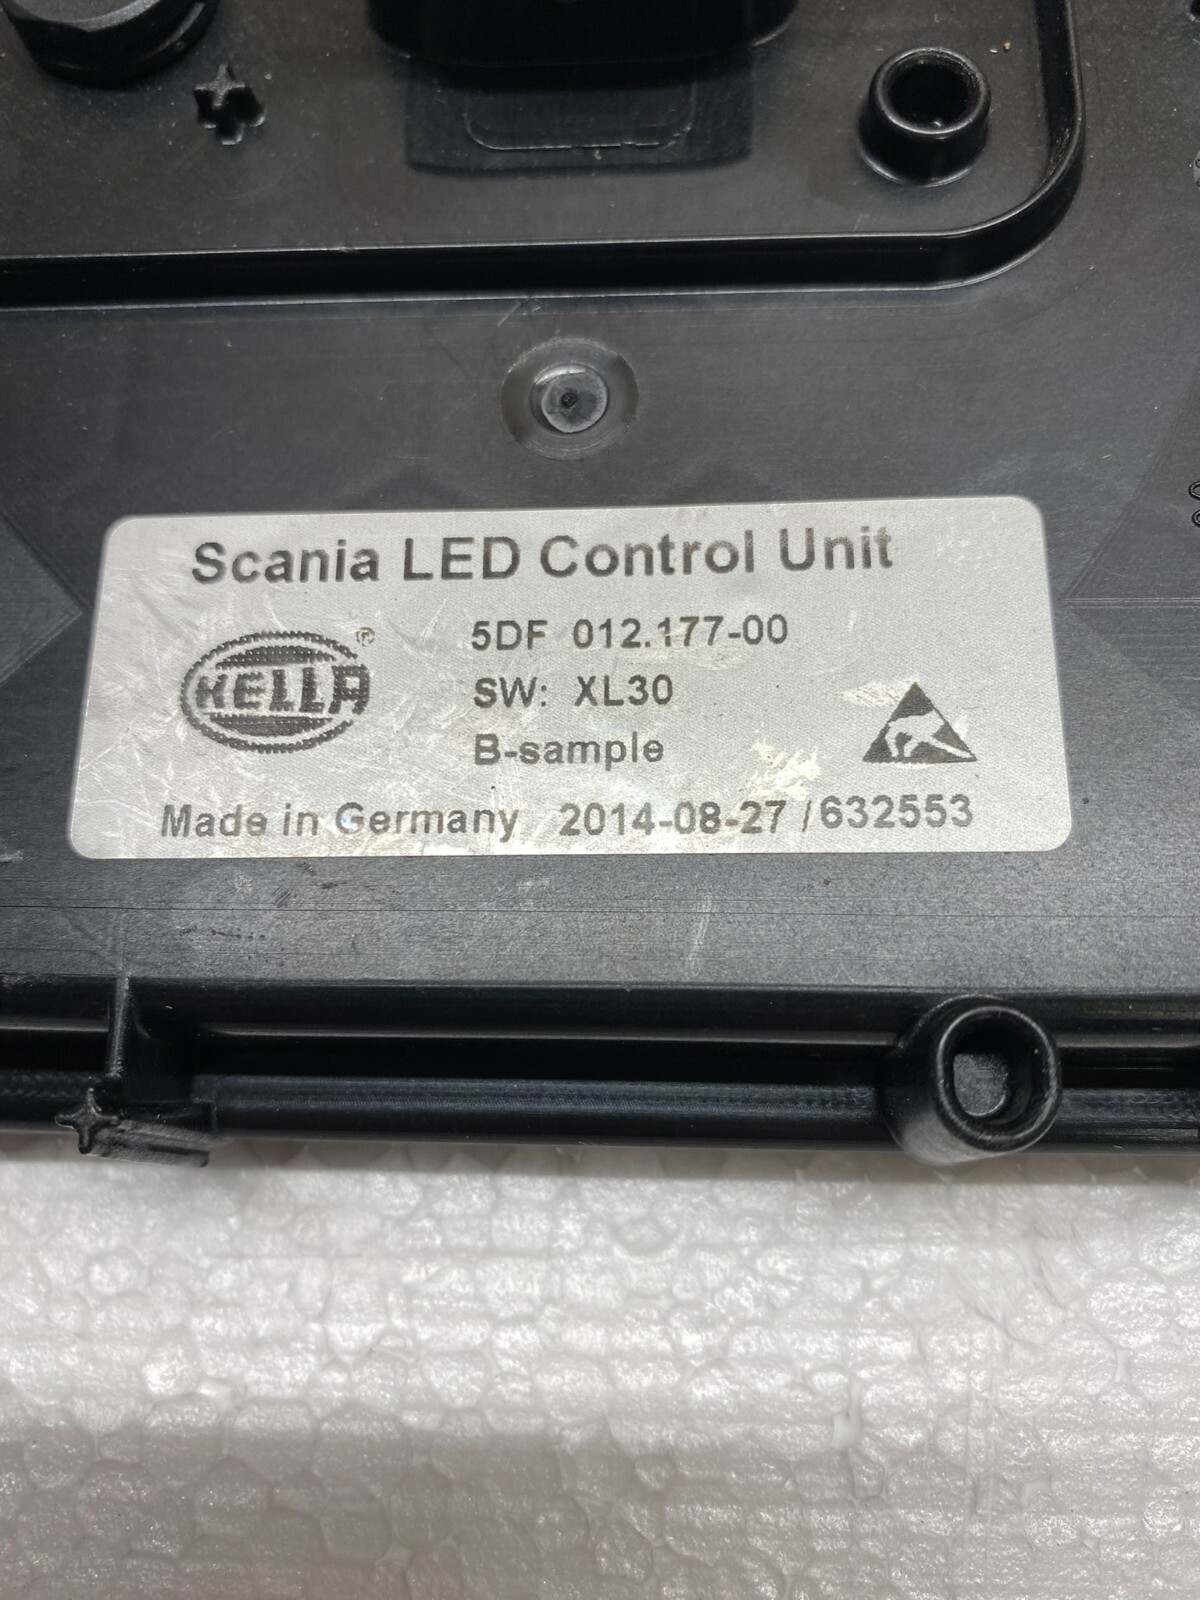 Scania LED Control Unit
HELLA®
5DF 012.177-00
SW: XL30
B-sample
Made in Germany 2014-08-27 /632553